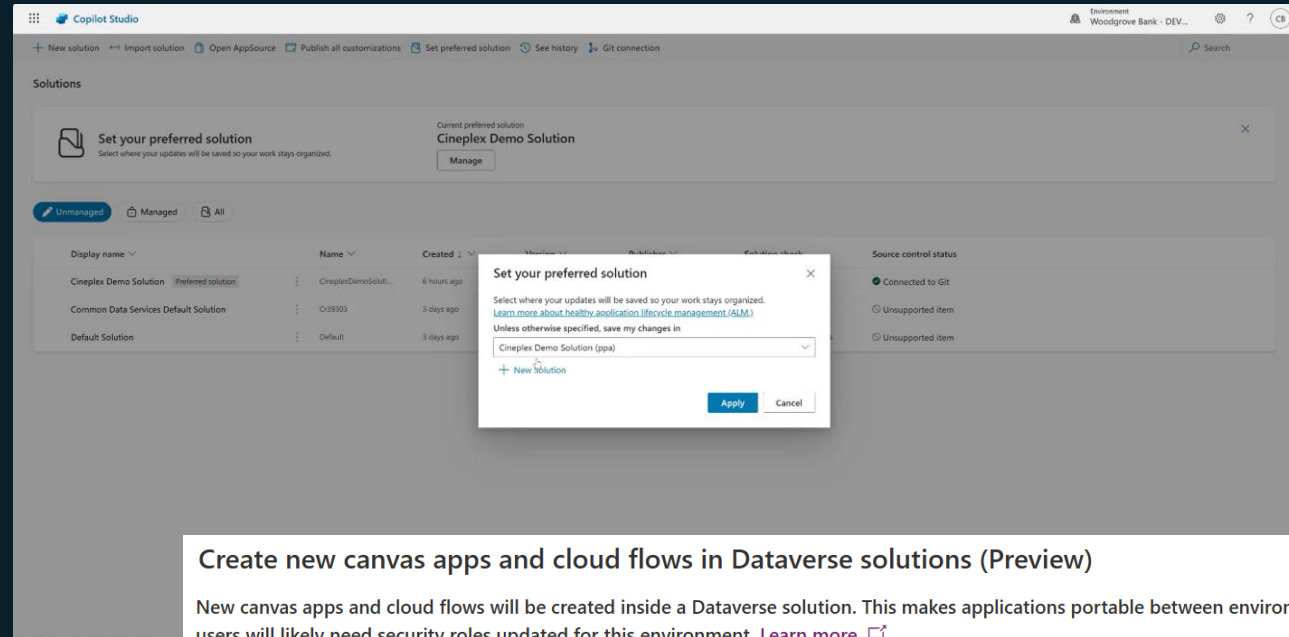 Copilot Studio
Environment
Woodgrove Bank - DEV...
?
CB
+ New solution Import solution Open AppSource Publish all customizations Set preferred solution See history Git connection
Search
Solutions
Set your preferred solution
Select where your updates will be saved so your work stays organized.
Current preferred solution
Cineplex Demo Solution
Manage
Unmanaged Managed All
Display name Name Created ↓ Version Publisher Solution check Source control status
Cineplex Demo Solution Preferred solution CineplexDemoSoluti... 6 hours ago Connected to Git
Common Data Services Default Solution Cr39303 3 days ago Unsupported item
Default Solution Default 3 days ago Unsupported item
Set your preferred solution
Select where your updates will be saved so your work stays organized.
Learn more about healthy application lifecycle management (ALM.)
Unless otherwise specified, save my changes in
Cineplex Demo Solution (ppa)
+ New solution
Apply Cancel
Create new canvas apps and cloud flows in Dataverse solutions (Preview)
New canvas apps and cloud flows will be created inside a Dataverse solution. This makes applications portable between environ
users will likely need security roles updated for this environment. Learn more